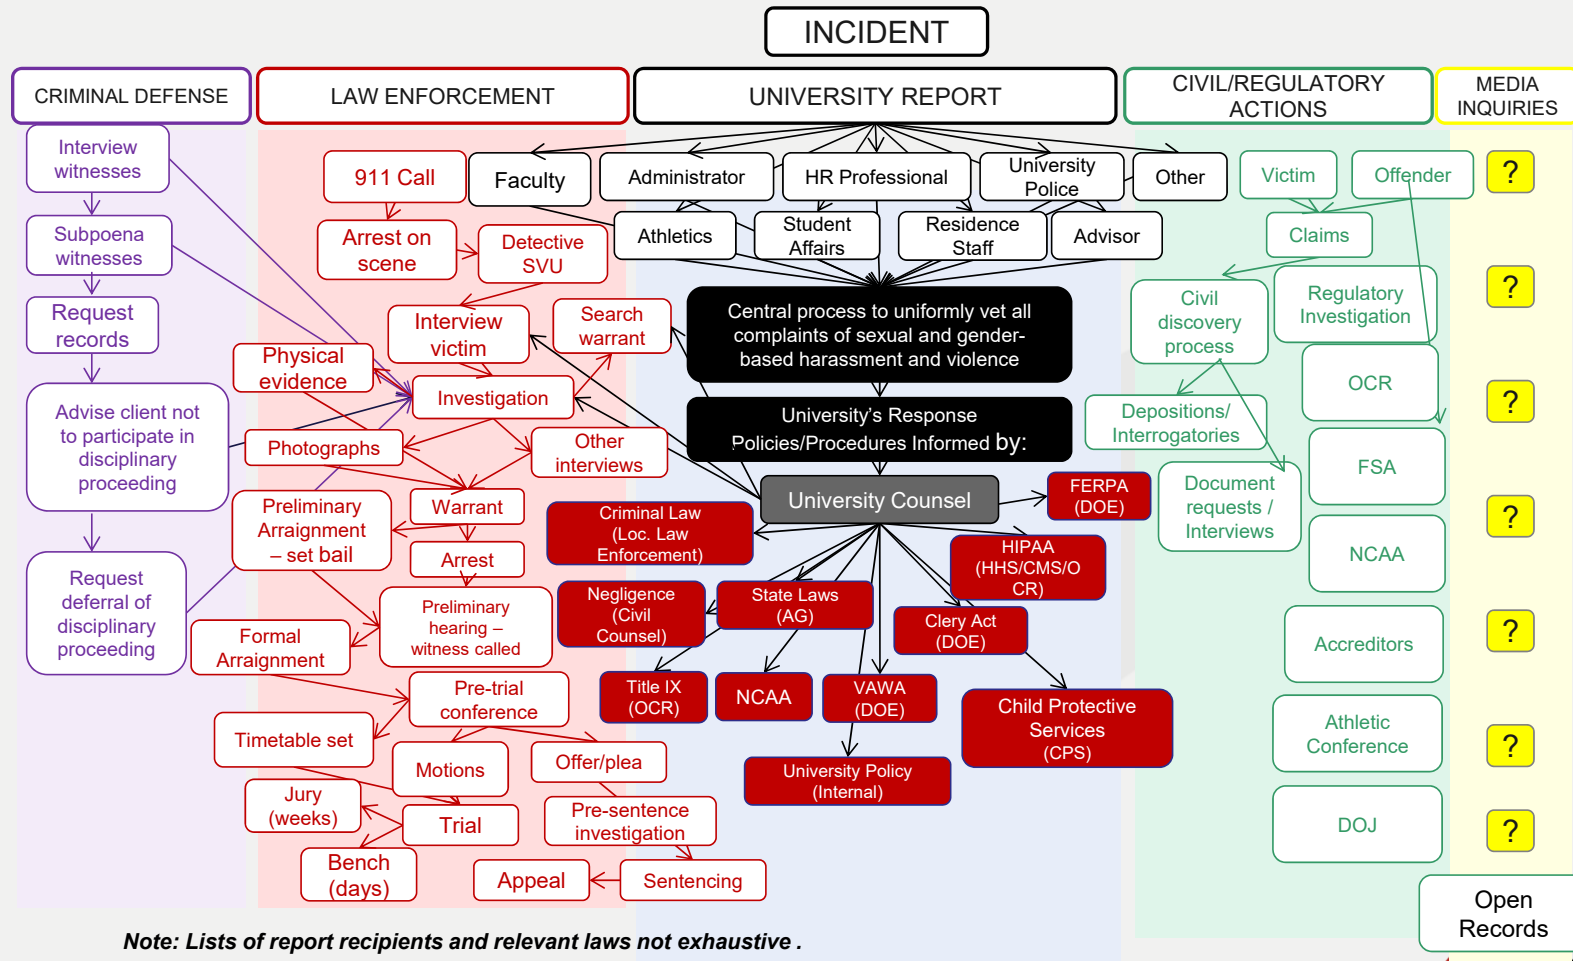 INCIDENT
CRIMINAL DEFENSE
LAW ENFORCEMENT
UNIVERSITY REPORT
CIVIL/REGULATORY
ACTIONS
MEDIA
INQUIRIES
Interview
witnesses
Subpoena
witnesses
Request
records
Advise client not
to participate in
disciplinary
proceeding
Request
deferral of
disciplinary
proceeding
911 Call
Arrest on
scene
Detective
SVU
Interview
victim
Search
warrant
Physical
evidence
Investigation
Photographs
Other
interviews
Warrant
Preliminary
Arraignment
– set bail
Arrest
Preliminary
hearing –
witness called
Formal
Arraignment
Pre-trial
conference
Timetable set
Motions
Offer/plea
Jury
(weeks)
Trial
Pre-sentence
investigation
Bench
(days)
Appeal
Sentencing
Faculty
Administrator
HR Professional
University
Police
Other
Athletics
Student
Affairs
Residence
Staff
Advisor
Central process to uniformly vet all
complaints of sexual and gender-
based harassment and violence
University's Response
Policies/Procedures Informed by:
University Counsel
FERPA
(DOE)
Criminal Law
(Loc. Law
Enforcement)
HIPAA
(HHS/CMS/O
CR)
Negligence
(Civil
Counsel)
State Laws
(AG)
Clery Act
(DOE)
Title IX
(OCR)
NCAA
VAWA
(DOE)
Child Protective
Services
(CPS)
University Policy
(Internal)
Victim
Offender
Claims
Civil
discovery
process
Regulatory
Investigation
OCR
Depositions/
Interrogatories
FSA
Document
requests /
Interviews
NCAA
Accreditors
Athletic
Conference
DOJ
?
?
?
?
?
?
?
Open
Records
Note: Lists of report recipients and relevant laws not exhaustive .